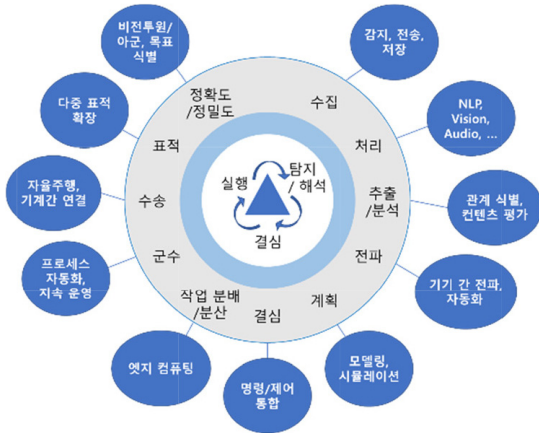 비전투원/
아군, 목표
식별
감지, 전송,
저장
다중 표적
확장
정확도
/정밀도
수집
NLP,
Vision,
Audio, ...
표적
처리
자율주행,
기계간 연결
수송
실행
탐지
/ 해석
결심
추출
/분석
관계 식별,
컨텐츠 평가
프로세스
자동화,
지속 운영
군수
전파
기기 간 전파,
자동화
작업 분배
/분산
결심
계획
엣지 컴퓨팅
명령/제어
통합
모델링,
시뮬레이션